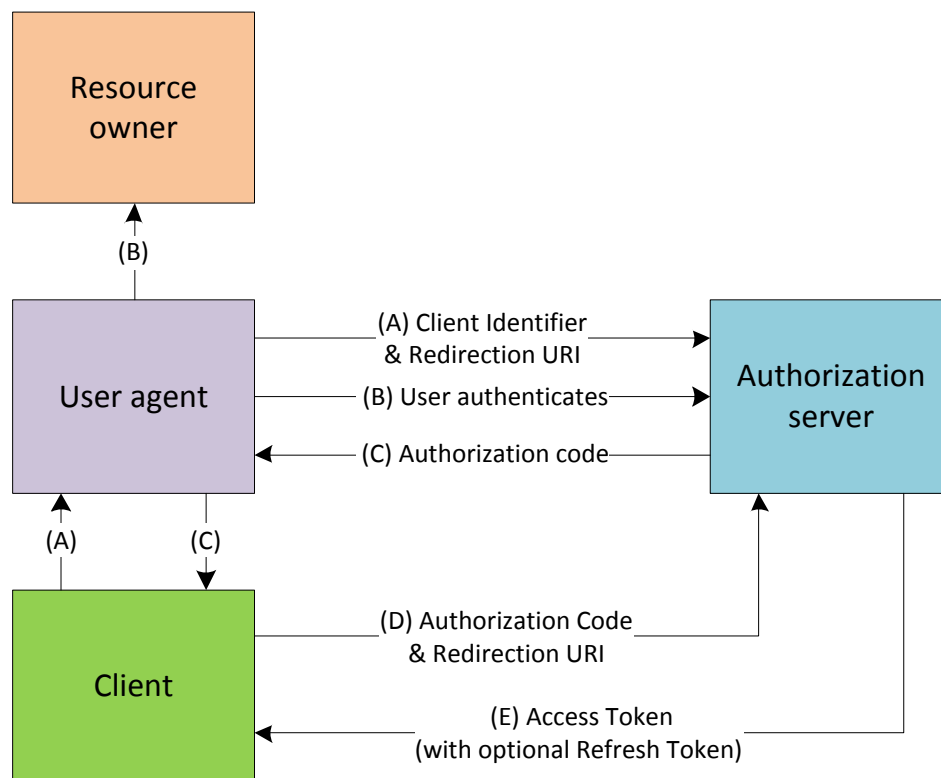 Resource
owner
(B)
(A) Client Identifier
& Redirection URI
User agent
(B) User authenticates
Authorization
server
(C) Authorization code
(A)
(C)
(D) Authorization Code
& Redirection URI
Client
(E) Access Token
(with optional Refresh Token)